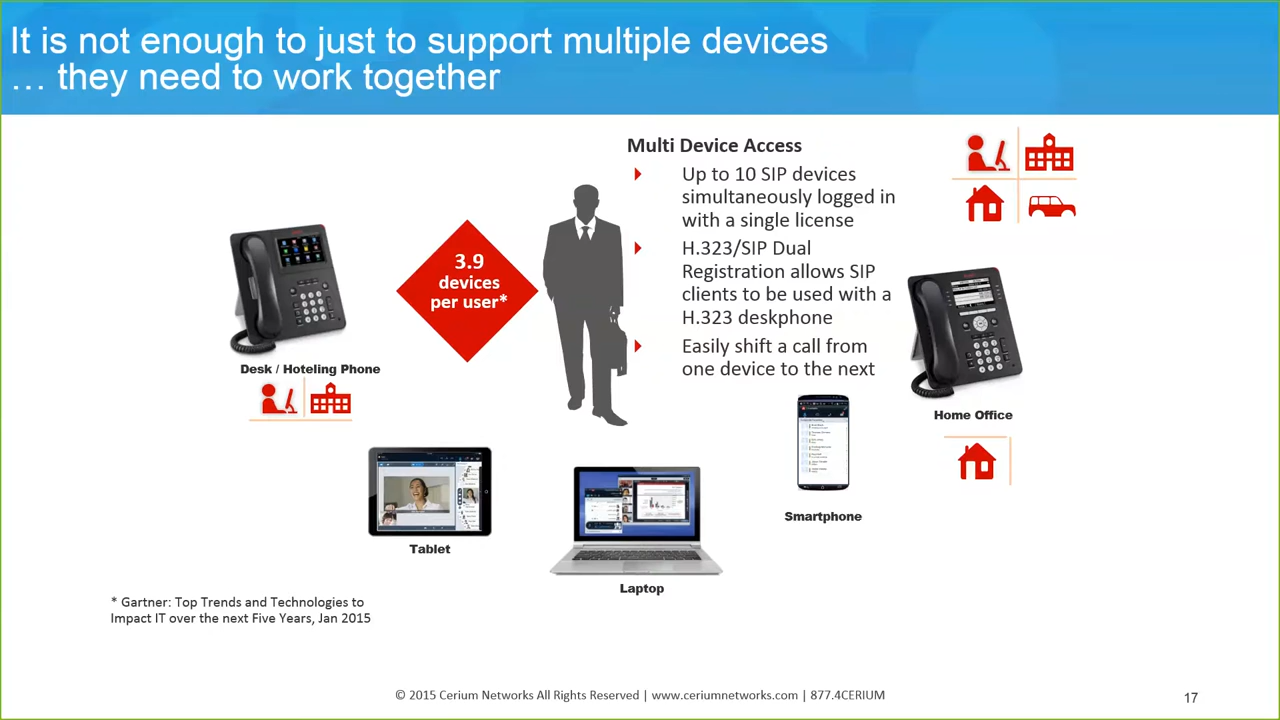 It is not enough to just to support multiple devices
… they need to work together
Multi Device Access
Up to 10 SIP devices
simultaneously logged in
with a single license
H.323/SIP Dual
Registration allows SIP
clients to be used with a
H.323 deskphone
Easily shift a call from
one device to the next
3.9
devices
per user*
Desk / Hoteling Phone
Home Office
Smartphone
Tablet
Laptop
* Gartner: Top Trends and Technologies to
Impact IT over the next Five Years, Jan 2015
© 2015 Cerium Networks All Rights Reserved | www.ceriumnetworks.com | 877.4CERIUM
17